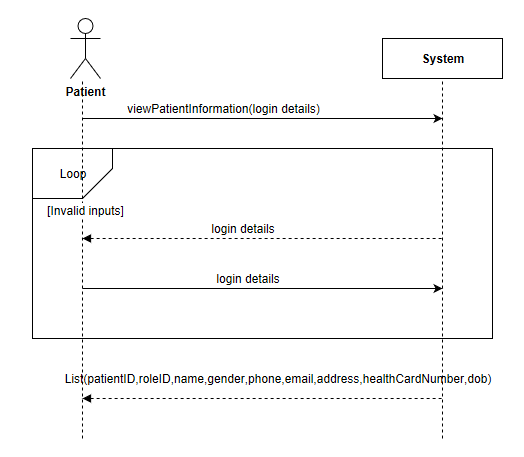 System
Patient
viewPatientInformation(login details)
Loop
[Invalid inputs]
login details
login details
List(patientID,roleID,name,gender,phone,email,address,healthCardNumber,dob)